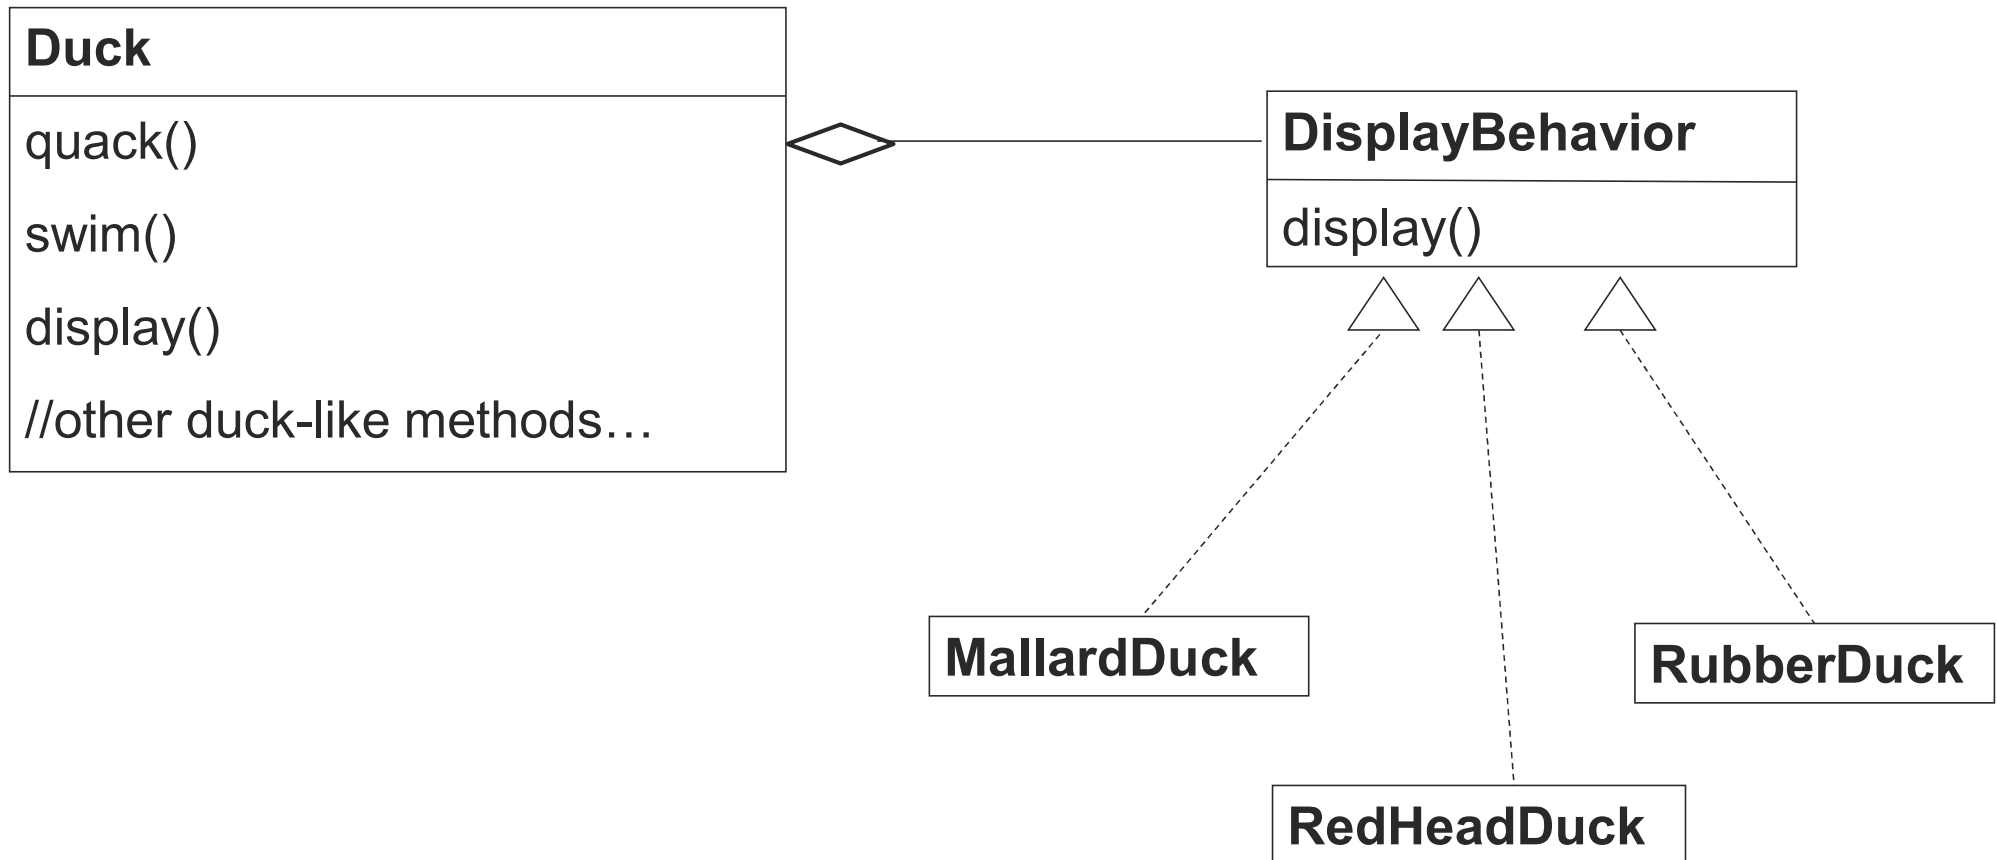 Duck
quack()
swim()
display()
//other duck-like methods…
DisplayBehavior
display()
MallardDuck
RubberDuck
RedHeadDuck